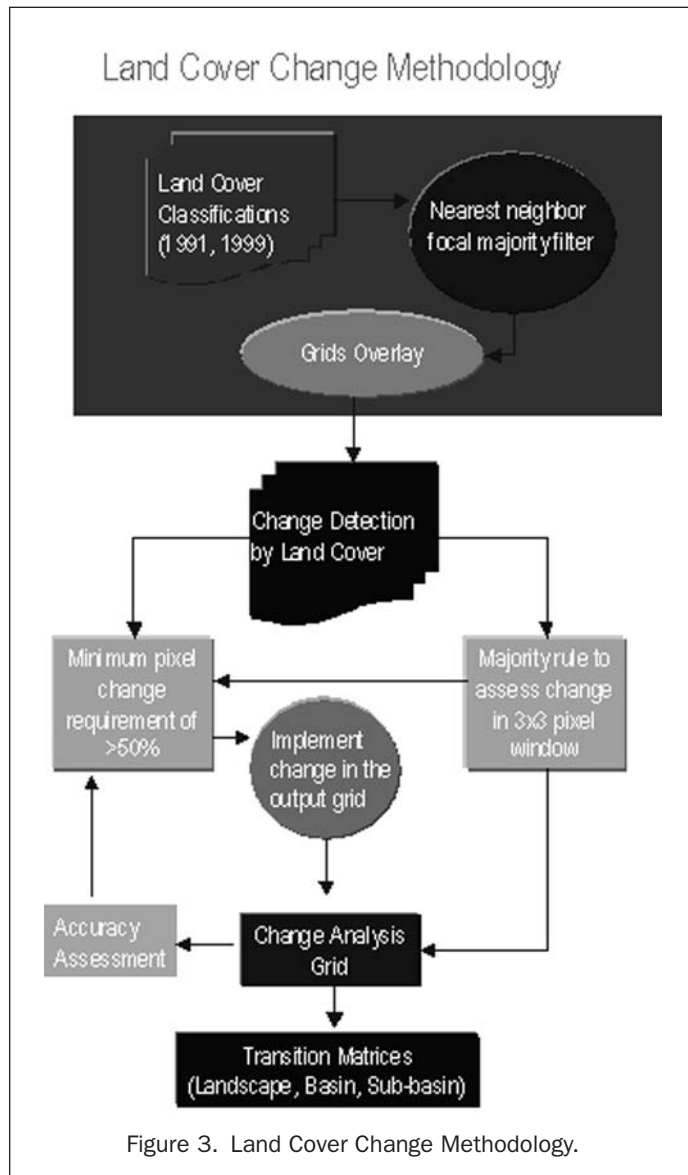 Land Cover Change Methodology
Land Cover
Classifications
(1991, 1999)
Nearest neighbor
focal majority filter
Grids Overlay
Change Detection
by Land Cover
Minimum pixel
change
requirement of
>50%
Majority rule to
assess change
in 3x3 pixel
window
Implement
change in the
output grid
Accuracy
Assessment
Change Analysis
Grid
Transition Matrices
(Landscape, Basin, Sub-basin)
Figure 3. Land Cover Change Methodology.